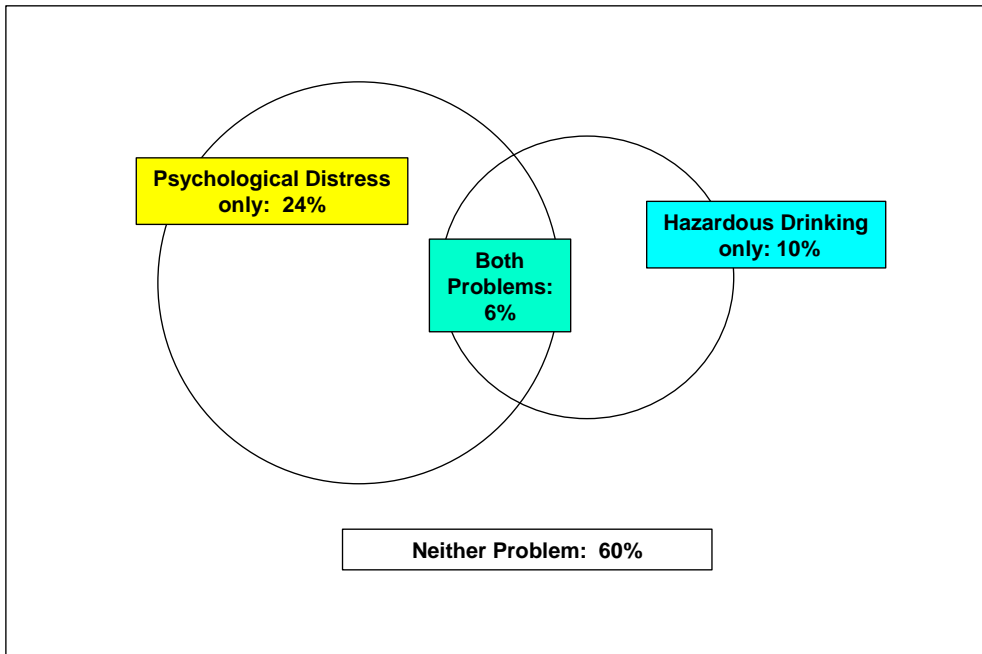 Psychological Distress
only:  24%
Hazardous Drinking
only: 10%
Both
Problems:
6%
Neither Problem:  60%